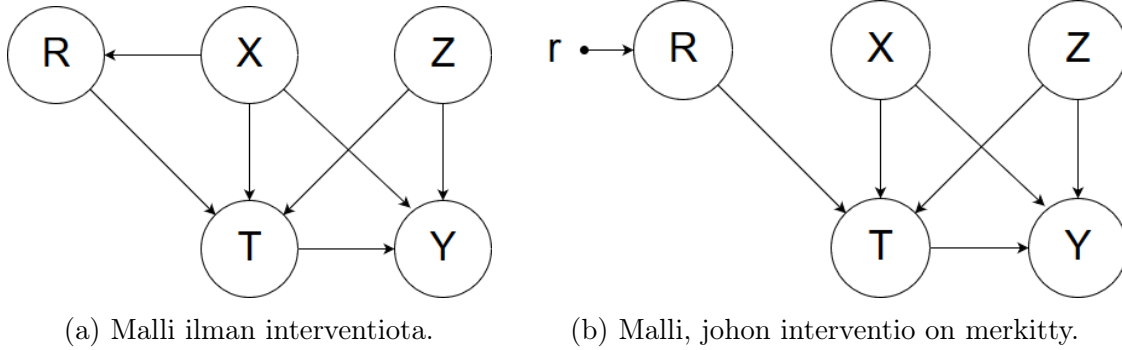 R X Z
T Y
(a) Malli ilman interventiota.
r R X Z
T Y
(b) Malli, johon interventio on merkitty.